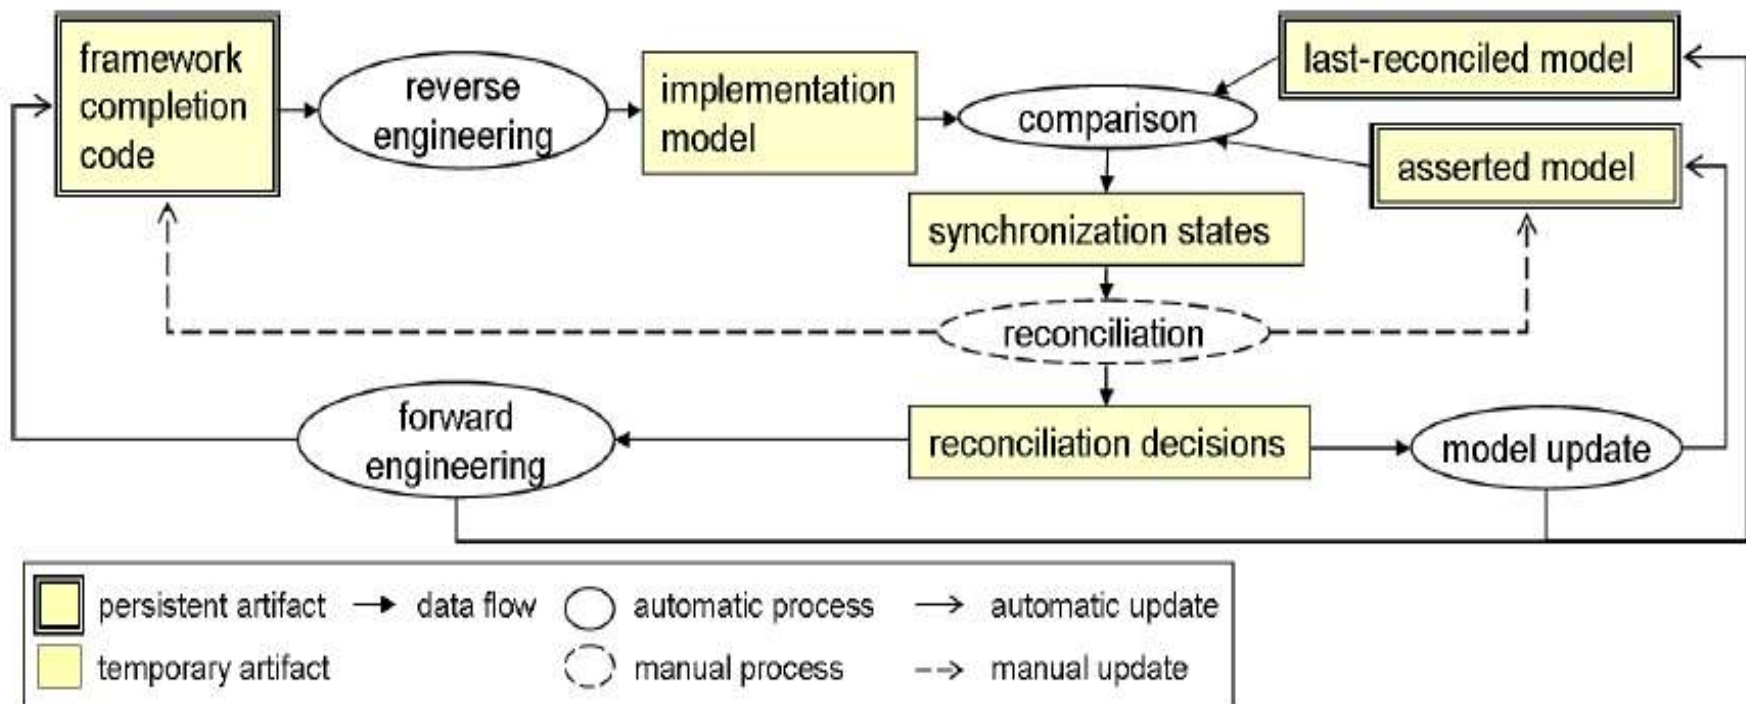 framework
completion
code
reverse
engineering
implementation
model
comparison
last-reconciled model
asserted model
synchronization states
reconciliation
forward
engineering
reconciliation decisions
model update
persistent artifact
data flow
automatic process
automatic update
temporary artifact
manual process
manual update